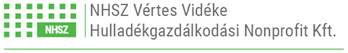 NHSZ Vértes Vidéke
NHSZ Hulladékgazdálkodási Nonprofit Kft.